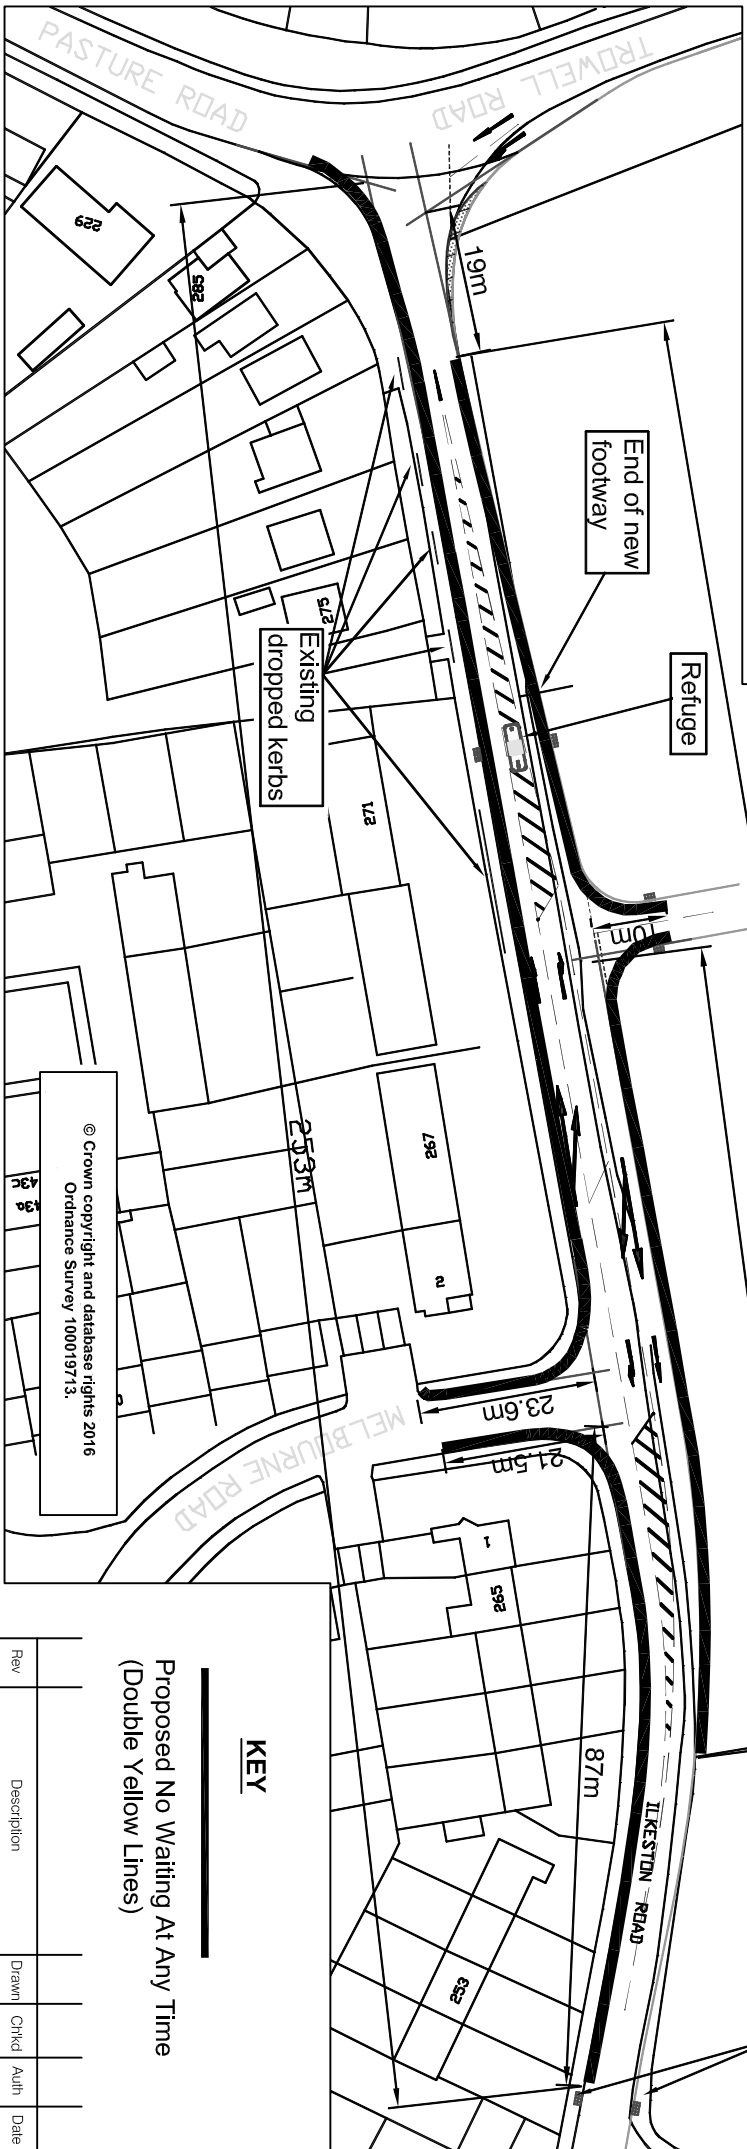 PASTURE ROAD
TROWELL ROAD
19m
End of new
footway
Refuge
229
285
275
Existing
dropped kerbs
271
10m
253m
267
2
43c
43a
© Crown copyright and database rights 2016
Ordnance Survey 100019713.
MELBOURNE ROAD
23.6m
21.5m
1
265
87m
ILKESTON ROAD
253
KEY
Proposed No Waiting At Any Time
(Double Yellow Lines)
Rev
Description
Drawn
Ch'kd
Auth
Date